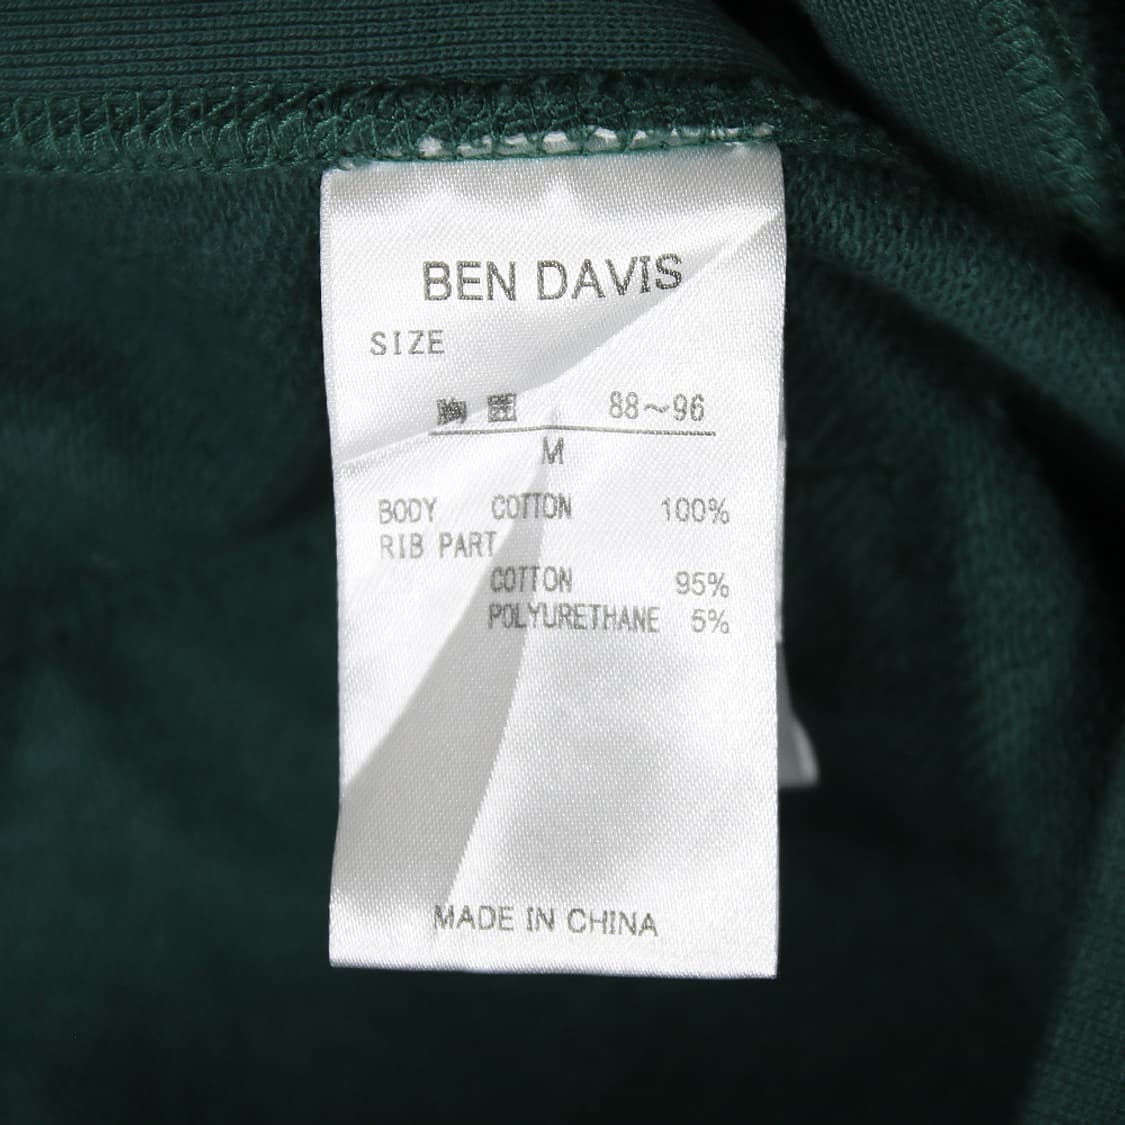 BEN DAVIS
SIZE
胸囲 88～96
M
BODY COTTON 100%
RIB PART
COTTON 95%
POLYURETHANE 5%
MADE IN CHINA